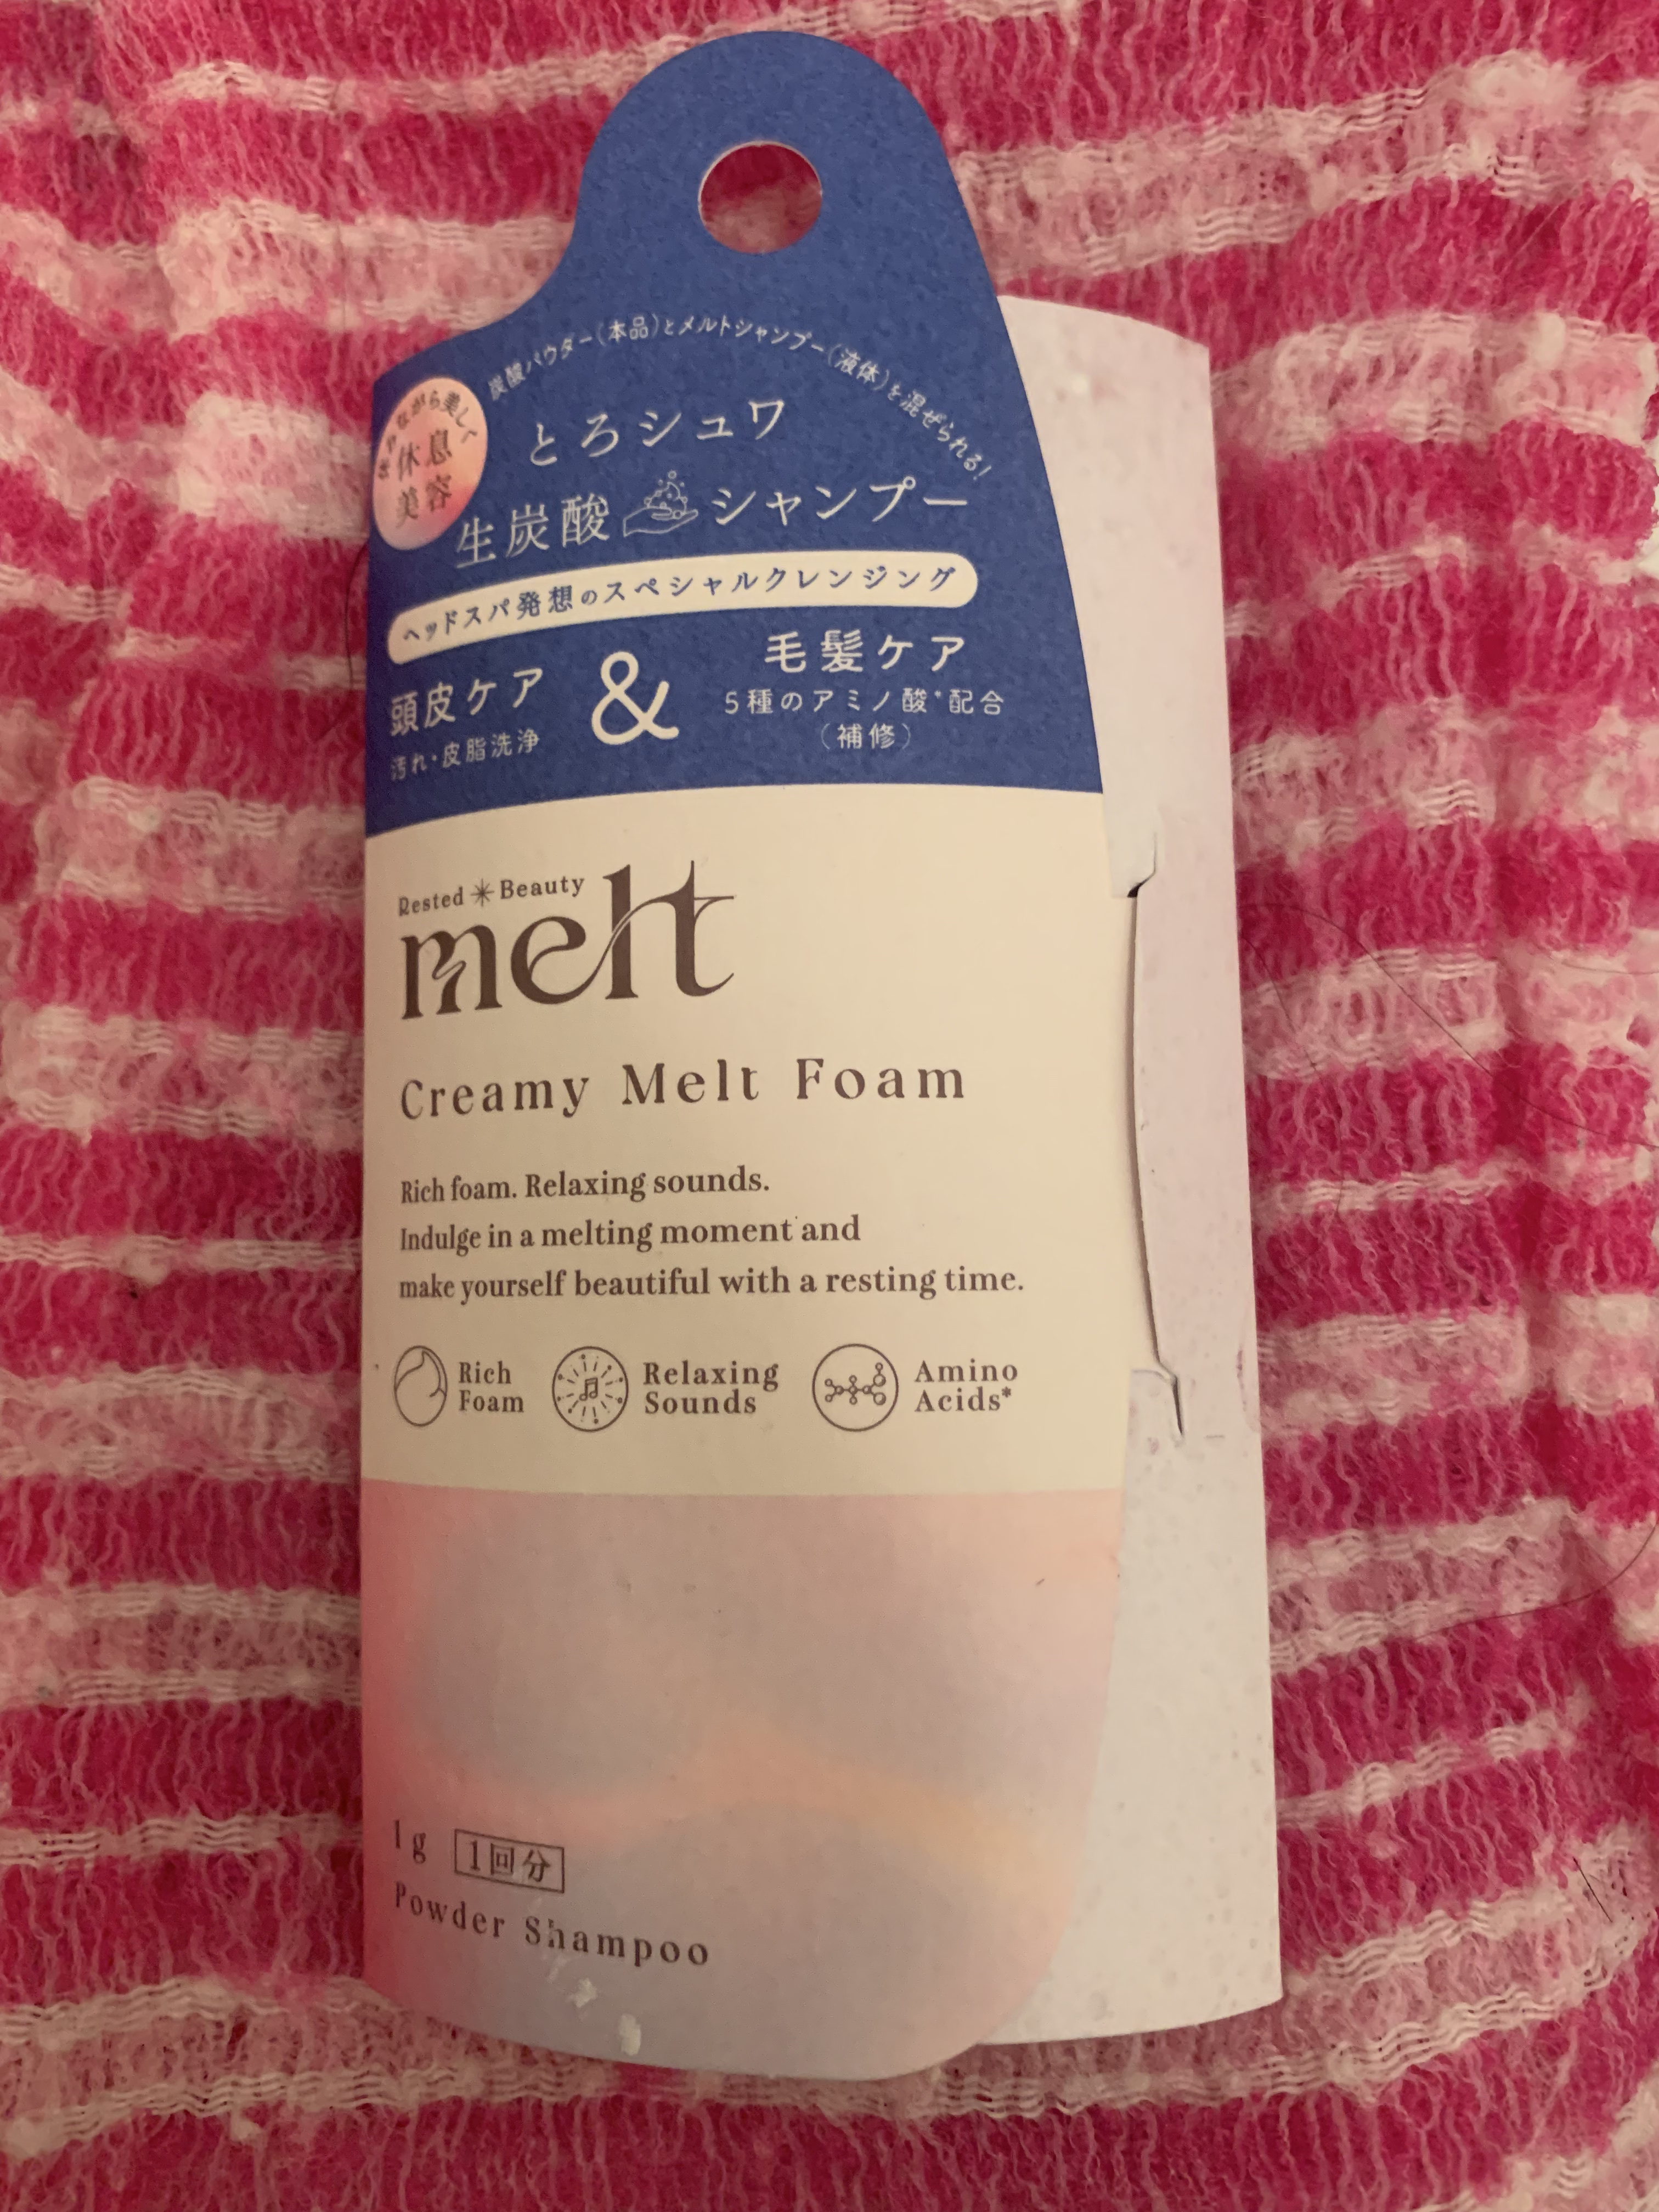 炭酸パウダー(本品)とメルトシャンプー(液体)を混ぜられる!
ながら美しく
休息
美容
とろシュワ
生炭酸シャンプー
ヘッドスパ発想のスペシャルクレンジング
頭皮ケア
汚れ・皮脂洗浄
&
毛髪ケア
5種のアミノ酸*配合
(補修)
Rested Beauty
melt
Creamy Melt Foam
Rich foam. Relaxing sounds.
Indulge in a melting moment and
make yourself beautiful with a resting time.
Rich
Foam
Relaxing
Sounds
Amino
Acids*
1g 1回分
Powder Shampoo